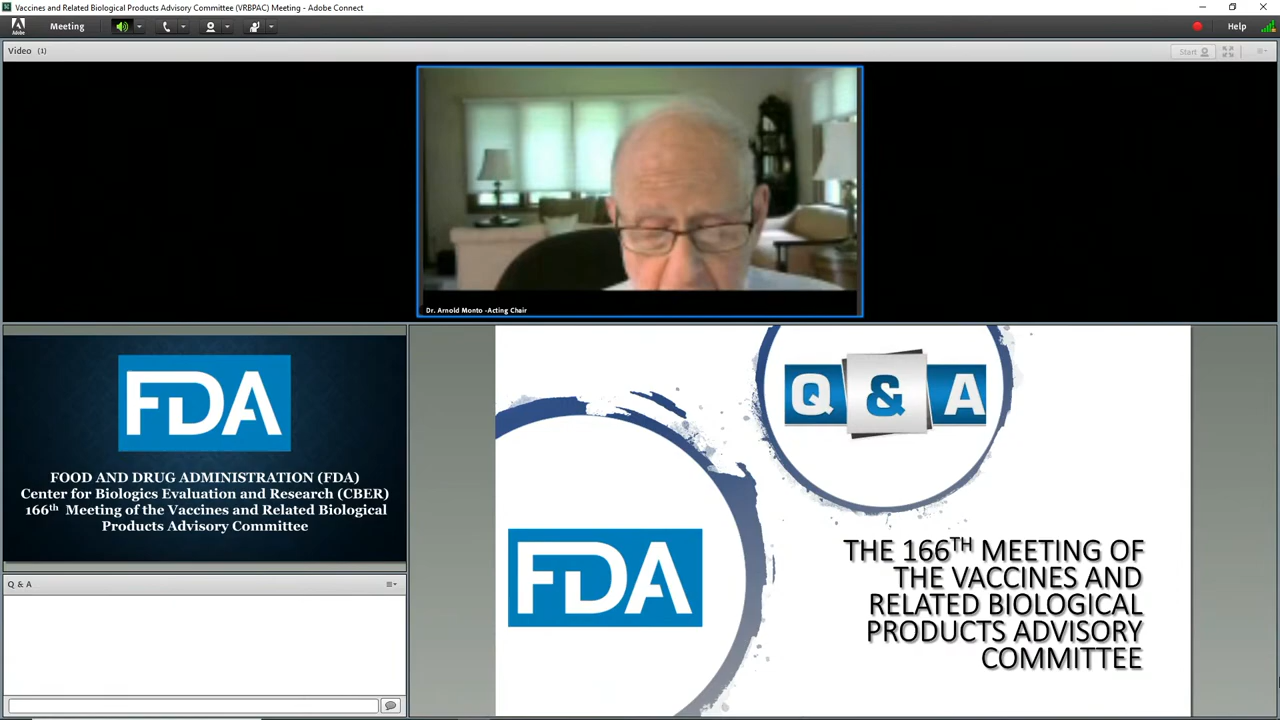 Vaccines and Related Biological Products Advisory Committee (VRBPAC) Meeting - Adobe Connect
Adobe
Meeting
Help
Video (1)
Start
Dr. Arnold Monto -Acting Chair
FDA
FOOD AND DRUG ADMINISTRATION (FDA)
Center for Biologics Evaluation and Research (CBER)
166th Meeting of the Vaccines and Related Biological
Products Advisory Committee
Q & A
Q & A
FDA
THE 166TH MEETING OF
THE VACCINES AND
RELATED BIOLOGICAL
PRODUCTS ADVISORY
COMMITTEE